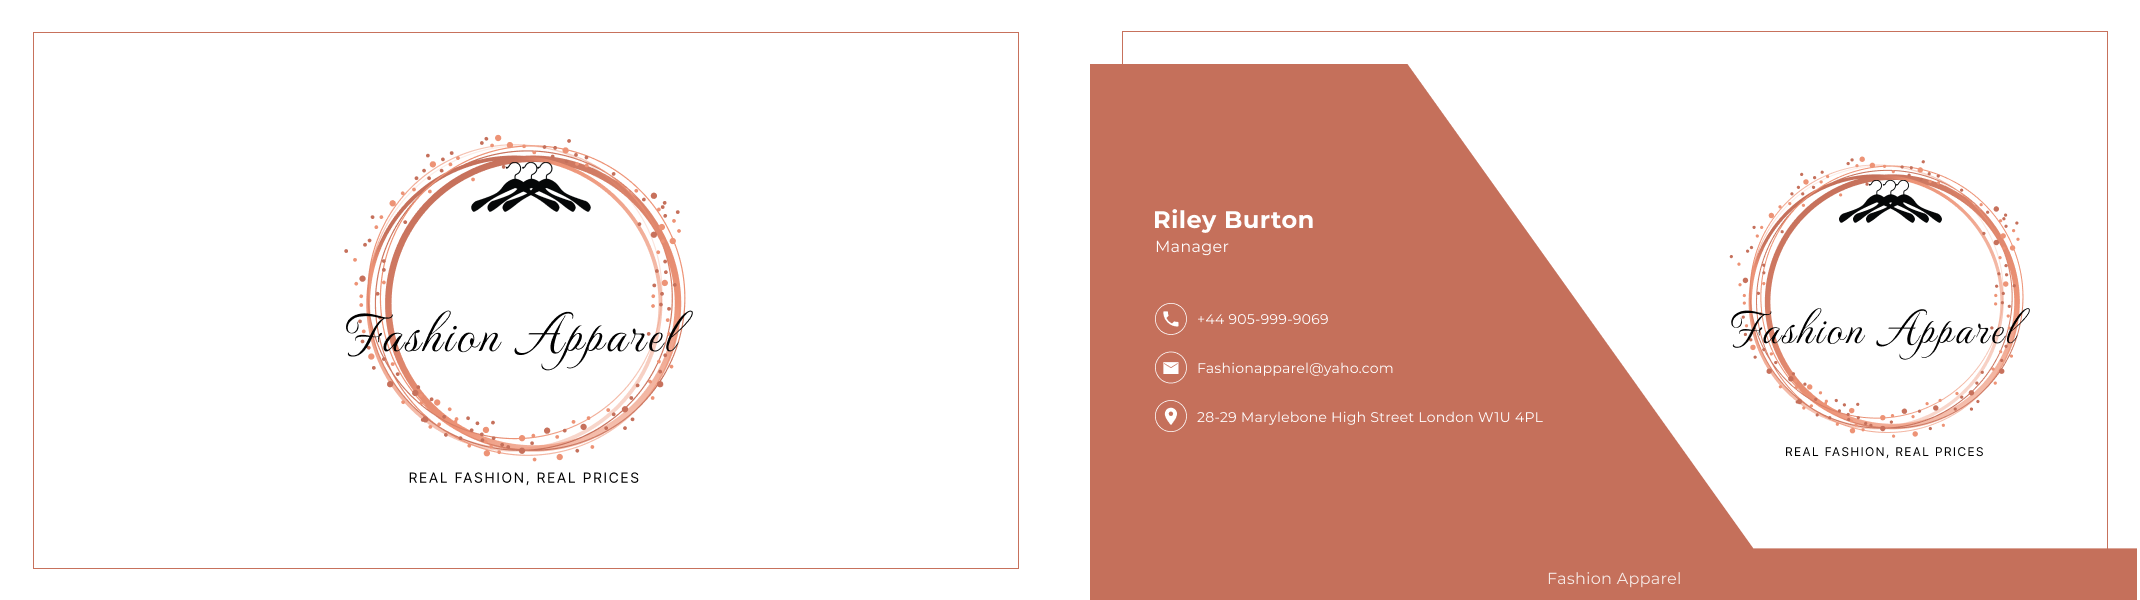 Fashion Apparel
REAL FASHION, REAL PRICES
Riley Burton
Manager
+44 905-999-9069
Fashionapparel@yaho.com
28-29 Marylebone High Street London W1U 4PL
Fashion Apparel
REAL FASHION, REAL PRICES
Fashion Apparel